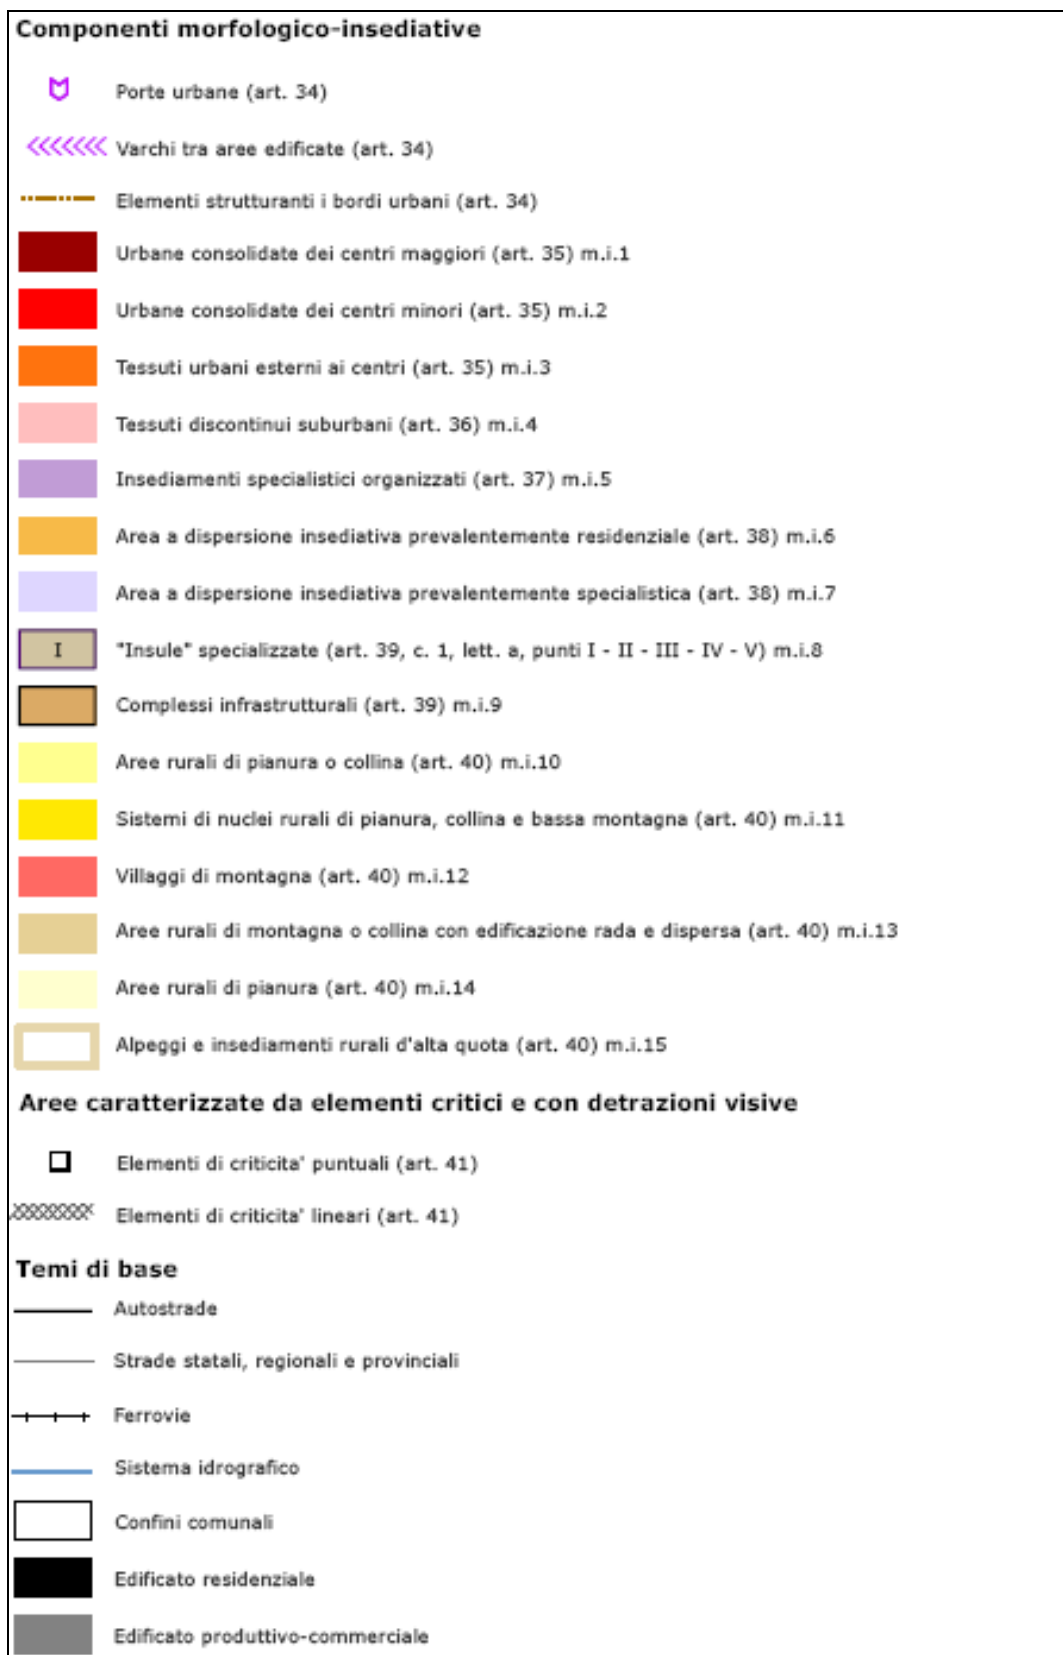 Componenti morfologico-insediative
Porte urbane (art. 34)
Varchi tra aree edificate (art. 34)
Elementi strutturanti i bordi urbani (art. 34)
Urbane consolidate dei centri maggiori (art. 35) m.i.1
Urbane consolidate dei centri minori (art. 35) m.i.2
Tessuti urbani esterni ai centri (art. 35) m.i.3
Tessuti discontinui suburbani (art. 36) m.i.4
Insediamenti specialistici organizzati (art. 37) m.i.5
Area a dispersione insediativa prevalentemente residenziale (art. 38) m.i.6
Area a dispersione insediativa prevalentemente specialistica (art. 38) m.i.7
I "Insule" specializzate (art. 39, c. 1, lett. a, punti I - II - III - IV - V) m.i.8
Complessi infrastrutturali (art. 39) m.i.9
Aree rurali di pianura o collina (art. 40) m.i.10
Sistemi di nuclei rurali di pianura, collina e bassa montagna (art. 40) m.i.11
Villaggi di montagna (art. 40) m.i.12
Aree rurali di montagna o collina con edificazione rada e dispersa (art. 40) m.i.13
Aree rurali di pianura (art. 40) m.i.14
Alpeggi e insediamenti rurali d'alta quota (art. 40) m.i.15
Aree caratterizzate da elementi critici e con detrazioni visive
Elementi di criticita' puntuali (art. 41)
Elementi di criticita' lineari (art. 41)
Temi di base
Autostrade
Strade statali, regionali e provinciali
Ferrovie
Sistema idrografico
Confini comunali
Edificato residenziale
Edificato produttivo-commerciale